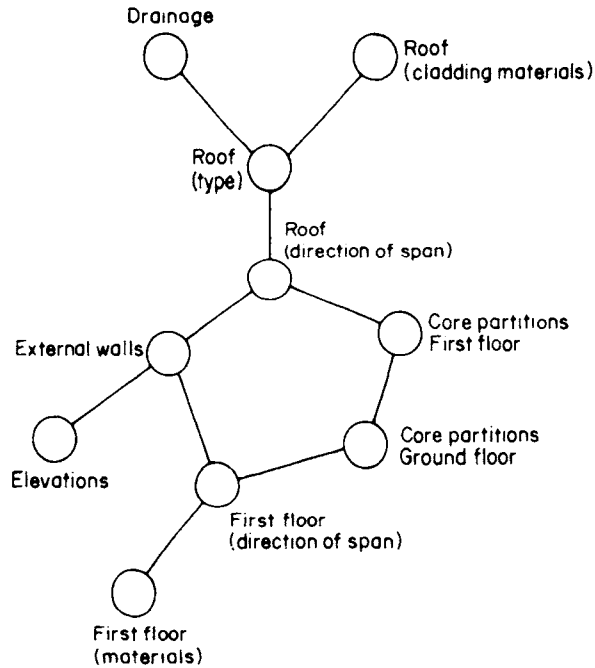 Drainage
Roof
(cladding materials)
Roof
(type)
Roof
(direction of span)
External walls
Core partitions
First floor
Elevations
Core partitions
Ground floor
First floor
(direction of span)
First floor
(materials)